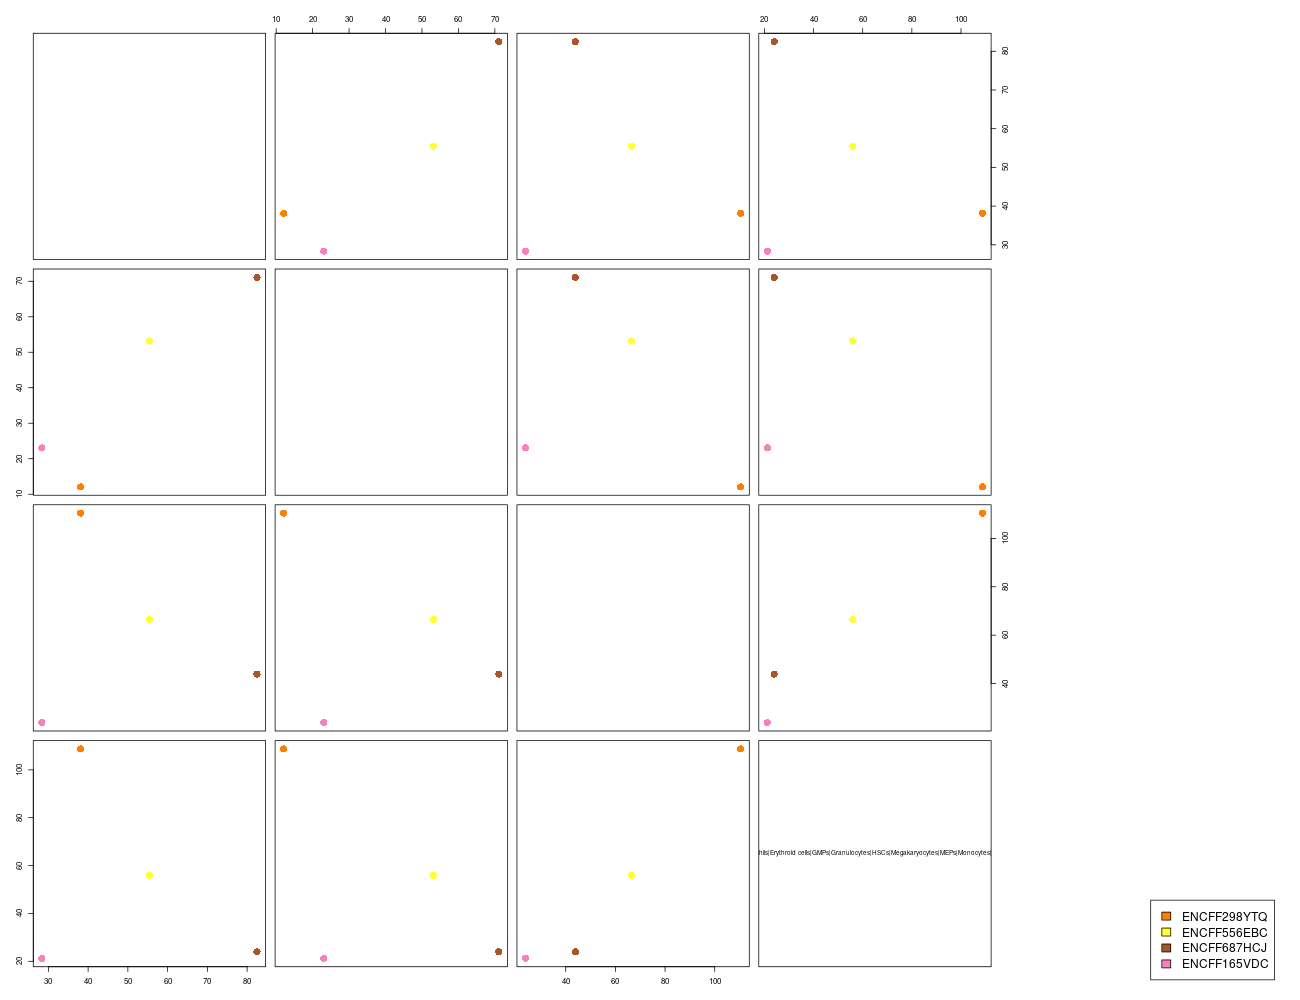 10 20 30 40 50 60 70
20 40 60 80 100
80
70
60
50
40
30
70
60
50
40
30
20
10
100
80
60
40
100
80
60
40
20
hils|Erythroid cells|GMPs|Granulocytes|HSCs|Megakaryocytes|MEPs|Monocytes|
30 40 50 60 70 80
40 60 80 100
ENCFF298YTQ
ENCFF556EBC
ENCFF687HCJ
ENCFF165VDC